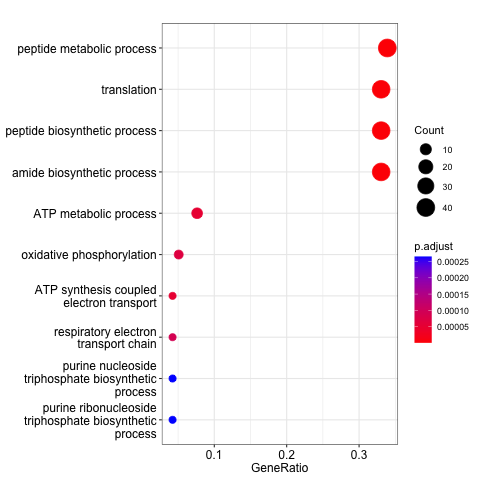 peptide metabolic process
translation
peptide biosynthetic process
amide biosynthetic process
ATP metabolic process
oxidative phosphorylation
ATP synthesis coupled
electron transport
respiratory electron
transport chain
purine nucleoside
triphosphate biosynthetic
process
purine ribonucleoside
triphosphate biosynthetic
process
0.1
0.2
0.3
GeneRatio
Count
10
20
30
40
p.adjust
0.00025
0.00020
0.00015
0.00010
0.00005